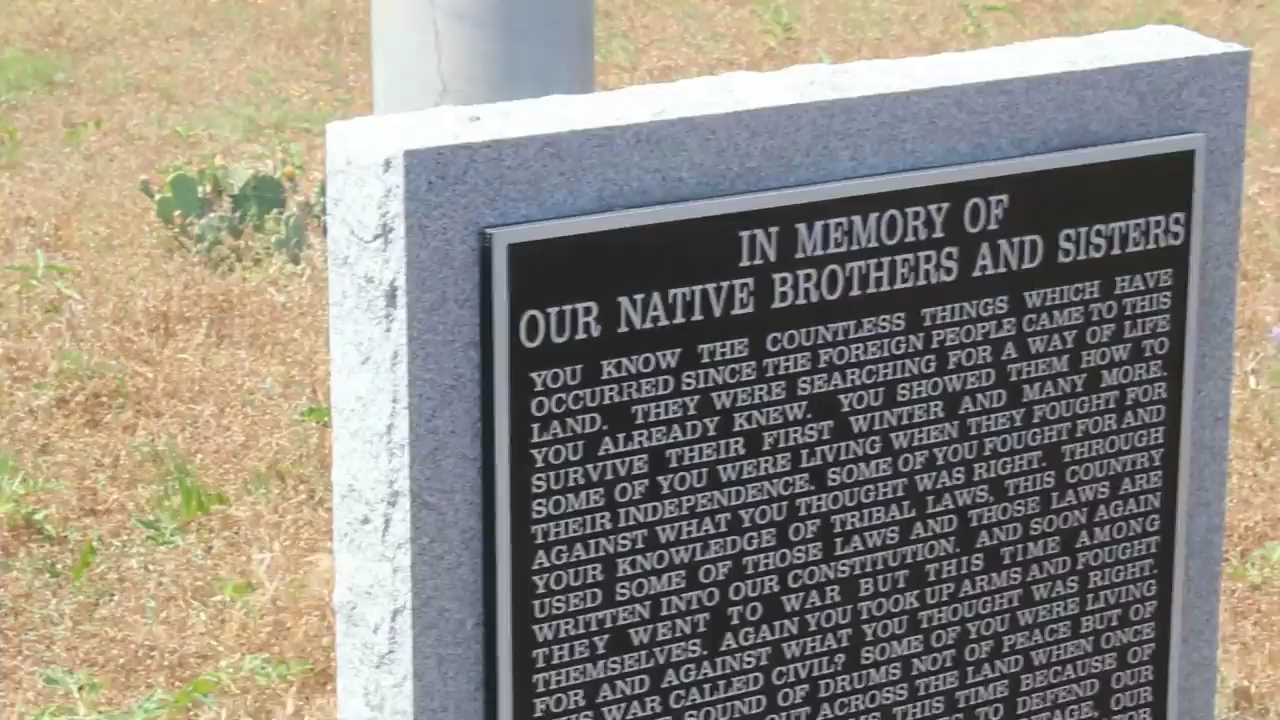 IN MEMORY OF
OUR NATIVE BROTHERS AND SISTERS
YOU KNOW THE COUNTLESS THINGS WHICH HAVE
OCCURRED SINCE THE FOREIGN PEOPLE CAME TO THIS
LAND. THEY WERE SEARCHING FOR A WAY OF LIFE
YOU ALREADY KNEW. YOU SHOWED THEM HOW TO
SURVIVE THEIR FIRST WINTER AND MANY MORE.
SOME OF YOU WERE LIVING WHEN THEY FOUGHT FOR
THEIR INDEPENDENCE. SOME OF YOU FOUGHT FOR AND
AGAINST WHAT YOU THOUGHT WAS RIGHT. THROUGH
YOUR KNOWLEDGE OF TRIBAL LAWS, THIS COUNTRY
USED SOME OF THOSE LAWS AND THOSE LAWS ARE
WRITTEN INTO OUR CONSTITUTION. AND SOON AGAIN
THEY WENT TO WAR BUT THIS TIME AMONG
THEMSELVES. AGAIN YOU TOOK UP ARMS AND FOUGHT
FOR AND AGAINST WHAT YOU THOUGHT WAS RIGHT.
THIS WAR CALLED CIVIL? SOME OF YOU WERE LIVING
SOUND OF DRUMS NOT OF PEACE BUT OF
OUT ACROSS THE LAND WHEN ONCE
THIS TIME BECAUSE OF
TO DEFEND OUR
OUR